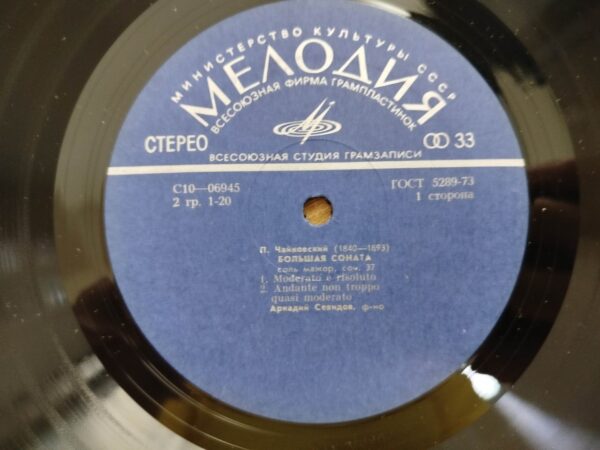 МИНИСТЕРСТВО КУЛЬТУРЫ СССР
МЕЛОДИЯ
ВСЕСОЮЗНАЯ ФИРМА ГРАМПЛАСТИНОК
СТЕРЕО
33
ВСЕСОЮЗНАЯ СТУДИЯ ГРАМЗАПИСИ
С10—06945
ГОСТ 5289-73
2 гр. 1-20
1 сторона
П. Чайковский (1840—1893)
БОЛЬШАЯ СОНАТА
соль мажор, соч. 37
1. Moderato e risoluto
2. Andante non troppo
quasi moderato
Аркадий Севидов, ф-но